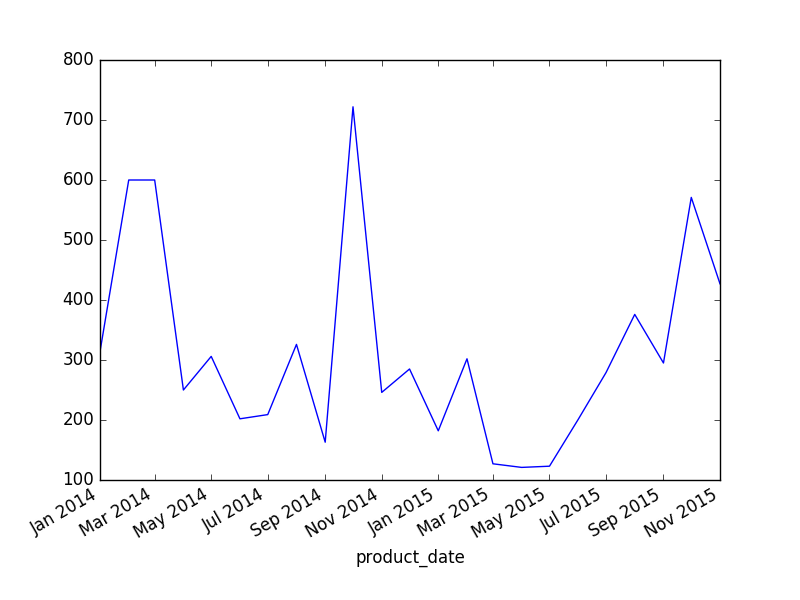 800
700
600
500
400
300
200
100
Jan 2014
Mar 2014
May 2014
Jul 2014
Sep 2014
Nov 2014
Jan 2015
Mar 2015
May 2015
Jul 2015
Sep 2015
Nov 2015
product_date